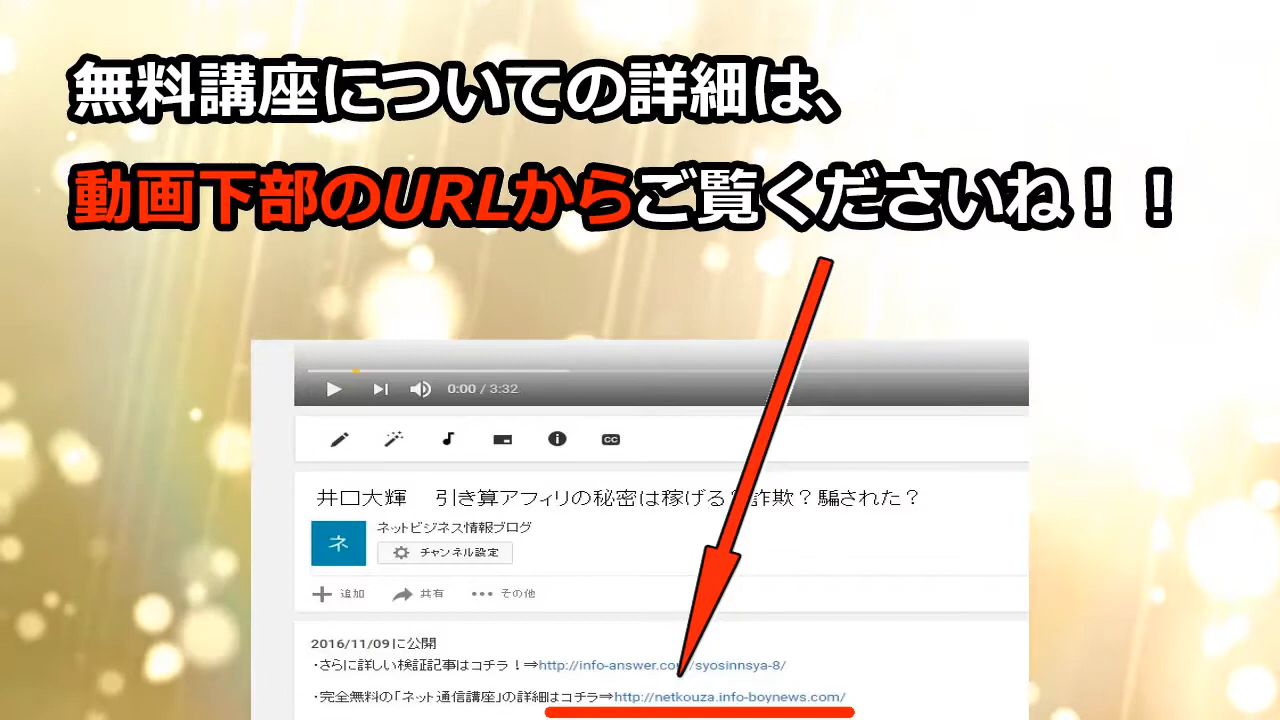 無料講座についての詳細は、
動画下部のURLからご覧くださいね！！
0:00 / 3:32
CC
井口大輝 引き算アフィリの秘密は稼げる？詐欺？騙された？
ネ
ネットビジネス情報ブログ
チャンネル設定
追加 共有 その他
2016/11/09 に公開
・さらに詳しい検証記事はコチラ！⇒http://info-answer.com/syosinnsya-8/
・完全無料の「ネット通信講座」の詳細はコチラ⇒http://netkouza.info-boynews.com/